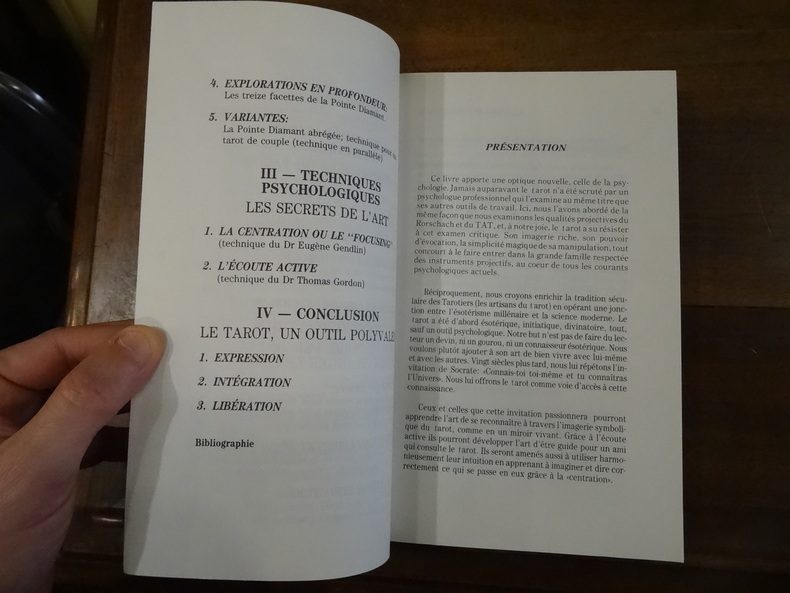 4. EXPLORATIONS EN PROFONDEUR:
Les treize facettes de la Pointe Diamant.
5. VARIANTES:
La Pointe Diamant abrégée; technique
tarot de couple (technique en parallèle)
III — TECHNIQUES
PSYCHOLOGIQUES
LES SECRETS DE L'ART
1. LA CENTRATION OU LE "FOCUSING"
(technique du Dr Eugène Gendlin)
2. L'ÉCOUTE ACTIVE
(technique du Dr Thomas Gordon)
IV — CONCLUSION
LE TAROT, UN OUTIL POLYVALE
1. EXPRESSION
2. INTÉGRATION
3. LIBÉRATION
Bibliographie
PRÉSENTATION
Ce livre apporte une optique nouvelle, celle de la psy-
chologie. Jamais auparavant le tarot n'a été scruté par un
psychologue professionnel qui l'examine au même titre que
ses autres outils de travail. Ici, nous l'avons abordé de la
même façon que nous examinons les qualités projectives du
Rorschach et du TAT, et, à notre joie, le tarot a su résister
à cet examen critique. Son imagerie riche, son pouvoir
d'évocation, la simplicité magique de sa manipulation, tout
concourt à le faire entrer dans la grande famille respectée
des instruments projectifs, au coeur de tous les courants
psychologiques actuels.
Réciproquement, nous croyons enrichir la tradition sécu-
laire des Tarotiers (les artisans du tarot) en opérant une jonc-
tion entre l'ésotérisme millénaire et la science moderne. Le
tarot a été d'abord ésotérique, initiatique, divinatoire, tout,
sauf un outil psychologique. Notre but n'est pas de faire du lec-
teur un devin, ni un gourou, ni un connaisseur ésotérique. Nous
voulons plutôt ajouter à son art de bien vivre avec lui-même
et avec les autres. Vingt siècles plus tard, nous lui répétons l'in-
vitation de Socrate: «Connais-toi toi-même et tu connaîtras
l'Univers». Nous lui offrons le tarot comme voie d'accès à cette
connaissance.
Ceux et celles que cette invitation passionnera pourront
apprendre l'art de se reconnaître à travers l'imagerie symboli-
que du tarot, comme en un miroir vivant. Grâce à l'écoute
active ils pourront développer l'art d'être guide pour un ami
qui consulte le tarot. Ils seront amenés aussi à utiliser harmo-
nieusement leur intuition en apprenant à imaginer et dire cor-
rectement ce qui se passe en eux grâce à la «centration».